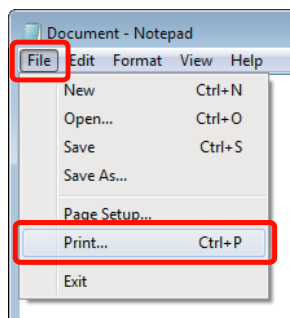 Document - Notepad
File Edit Format View Help
New Ctrl+N
Open... Ctrl+O
Save Ctrl+S
Save As...
Page Setup...
Print... Ctrl+P
Exit